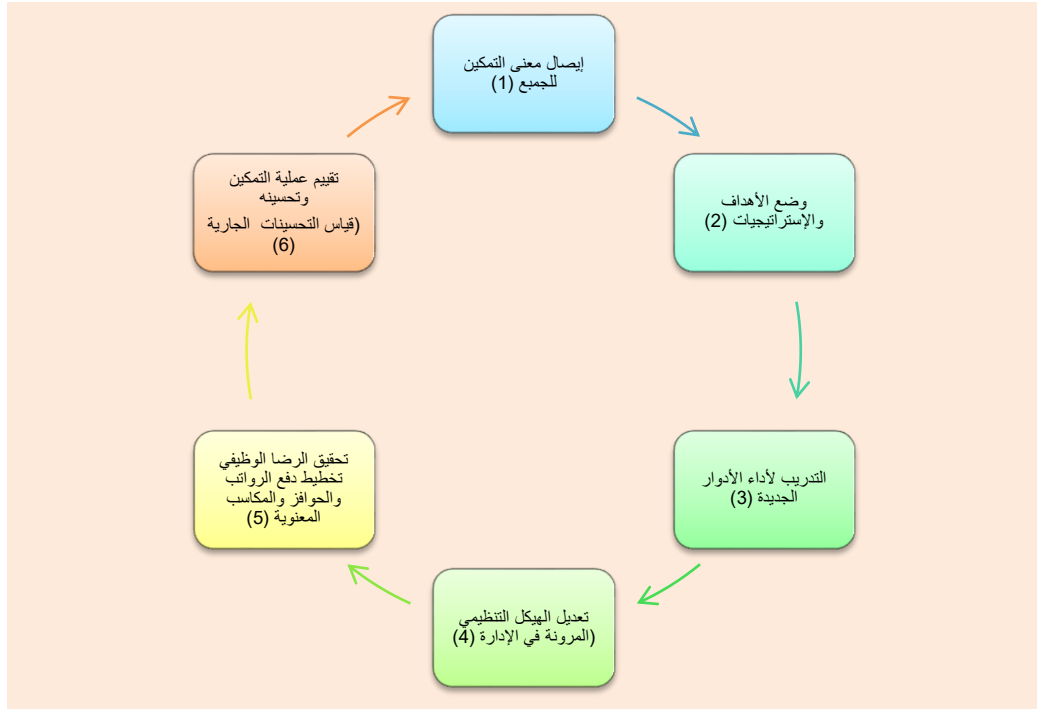 إيصال معنى التمكين
للجمبع (1)
وضع الأهداف
والإستراتيجيات (2)
التدريب لأداء الأدوار
الجديدة (3)
تعديل الهيكل التنظيمي
(المرونة في الإدارة (4)
تحقيق الرضا الوظيفي
تخطيط دفع الرواتب
والحوافز والمكاسب
المعنوية (5)
تقييم عملية التمكين
وتحسينه
(قياس التحسينات الجارية
(6)